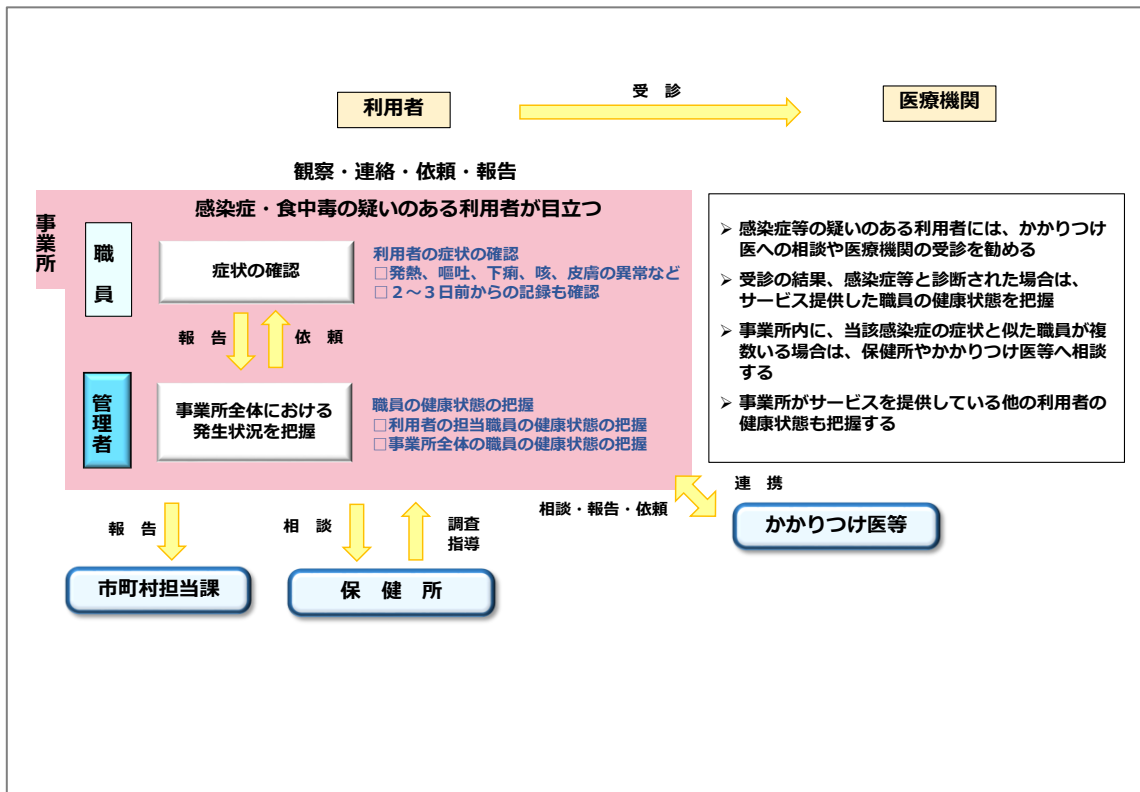 利用者
受 診
医療機関
観察・連絡・依頼・報告
事業所
感染症・食中毒の疑いのある利用者が目立つ
職員
症状の確認
利用者の症状の確認
□発熱、嘔吐、下痢、咳、皮膚の異常など
□２～３日前からの記録も確認
報 告
依 頼
管理者
事業所全体における
発生状況を把握
職員の健康状態の把握
□利用者の担当職員の健康状態の把握
□事業所全体の職員の健康状態の把握
➢ 感染症等の疑いのある利用者には、かかりつけ
医への相談や医療機関の受診を勧める
➢ 受診の結果、感染症等と診断された場合は、
サービス提供した職員の健康状態を把握
➢ 事業所内に、当該感染症の症状と似た職員が複
数いる場合は、保健所やかかりつけ医等へ相談
する
➢ 事業所がサービスを提供している他の利用者の
健康状態も把握する
報 告
相 談
調査
指導
相談・報告・依頼
連 携
かかりつけ医等
市町村担当課
保 健 所